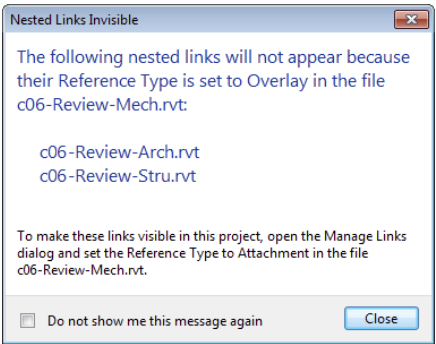 Nested Links Invisible
The following nested links will not appear because
their Reference Type is set to Overlay in the file
c06-Review-Mech.rvt:
c06-Review-Arch.rvt
c06-Review-Stru.rvt
To make these links visible in this project, open the Manage Links
dialog and set the Reference Type to Attachment in the file
c06-Review-Mech.rvt.
Do not show me this message again
Close